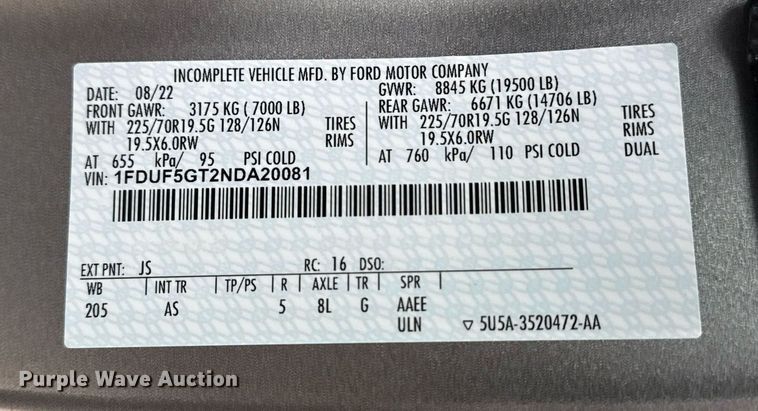 INCOMPLETE VEHICLE MFD. BY FORD MOTOR COMPANY
DATE: 08/22 GVWR: 8845 KG (19500 LB)
FRONT GAWR: 3175 KG ( 7000 LB) REAR GAWR: 6671 KG (14706 LB)
WITH 225/70R19.5G 128/126N TIRES WITH 225/70R19.5G 128/126N TIRES
19.5X6.0RW RIMS 19.5X6.0RW RIMS
AT 655 kPa/ 95 PSI COLD AT 760 kPa/ 110 PSI COLD DUAL
VIN: 1FDUF5GT2NDA20081
EXT PNT: JS RC: 16 DSO:
WB INT TR TP/PS R AXLE TR SPR
205 AS 5 8L G AAEE
ULN ▽ 5U5A-3520472-AA
Purple Wave Auction